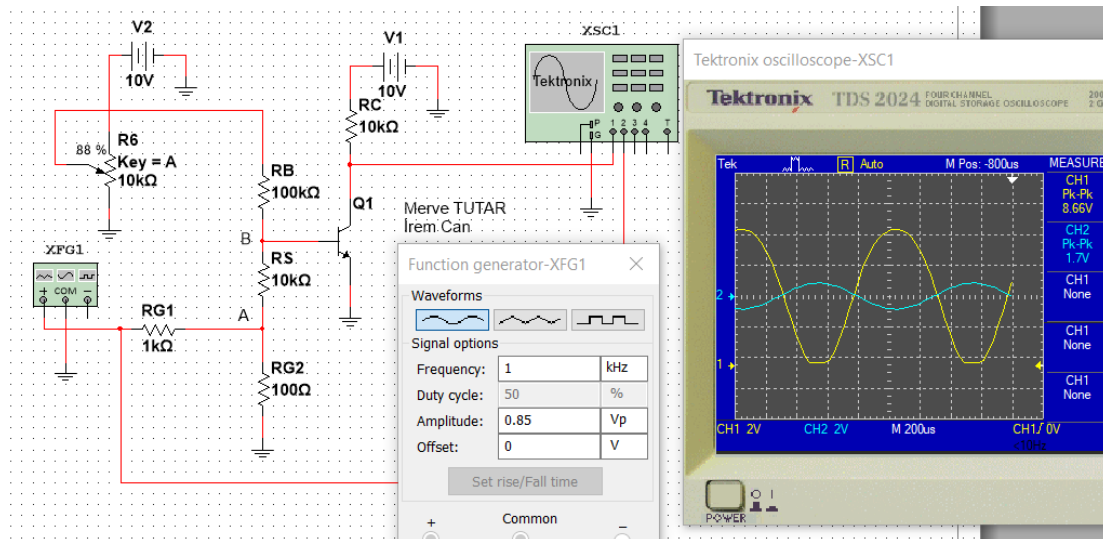 V2
10V
V1
10V
XSC1
Tektronix
P
G
1 2 3 4
T
RC
10kΩ
88 %
R6
Key = A
10kΩ
RB
100kΩ
Q1
B
Merve TUTAR
Irem Can
XFG1
+ COM −
RS
10kΩ
A
RG1
1kΩ
RG2
100Ω
Function generator-XFG1
Waveforms
Signal options
Frequency: 1 kHz
Duty cycle: 50 %
Amplitude: 0.85 Vp
Offset: 0 V
Set rise/Fall time
+ Common −
Tektronix oscilloscope-XSC1
Tektronix TDS 2024 FOUR CHANNEL
DIGITAL STORAGE OSCILLOSCOPE
200
2 G
Tek R Auto M Pos: -800us MEASURE
CH1
Pk-Pk
8.66V
CH2
Pk-Pk
1.7V
CH1
None
CH1
None
CH1
None
2
1
CH1 2V CH2 2V M 200us CH1 0V
<10Hz
POWER